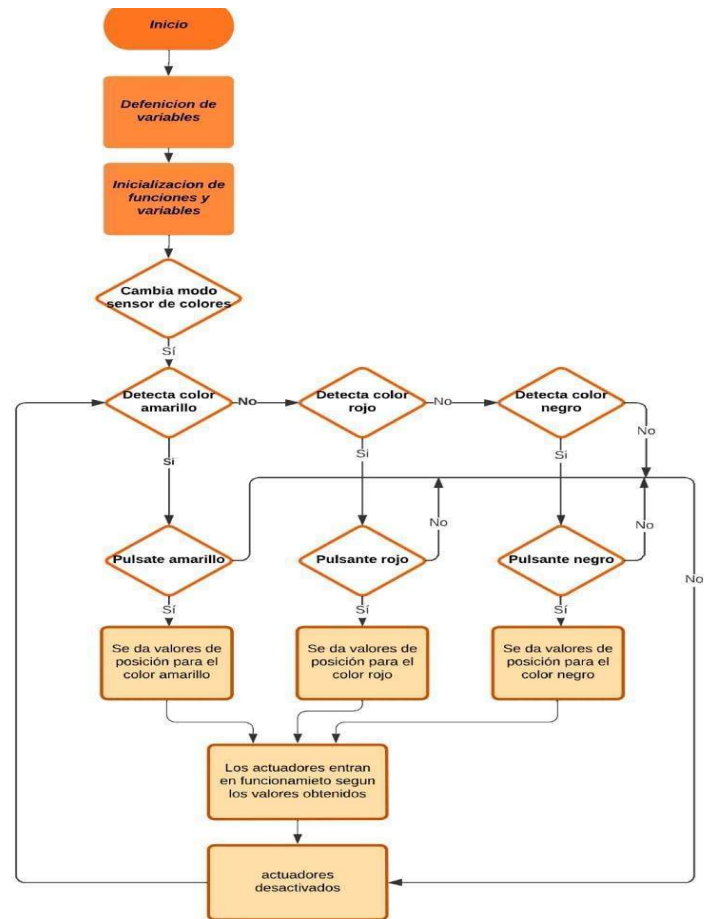 Inicio
Defenicion de
variables
Inicializacion de
funciones y
variables
Cambia modo
sensor de colores
Sí
Detecta color
amarillo
No
Detecta color
rojo
No
Detecta color
negro
No
Si
Si
Si
Pulsate amarillo
No
Pulsante rojo
No
Pulsante negro
No
Sí
Sí
Sí
Se da valores de
posición para el
color amarillo
Se da valores de
posición para el
color rojo
Se da valores de
posición para el
color negro
Los actuadores entran
en funcionamieto segun
los valores obtenidos
actuadores
desactivados